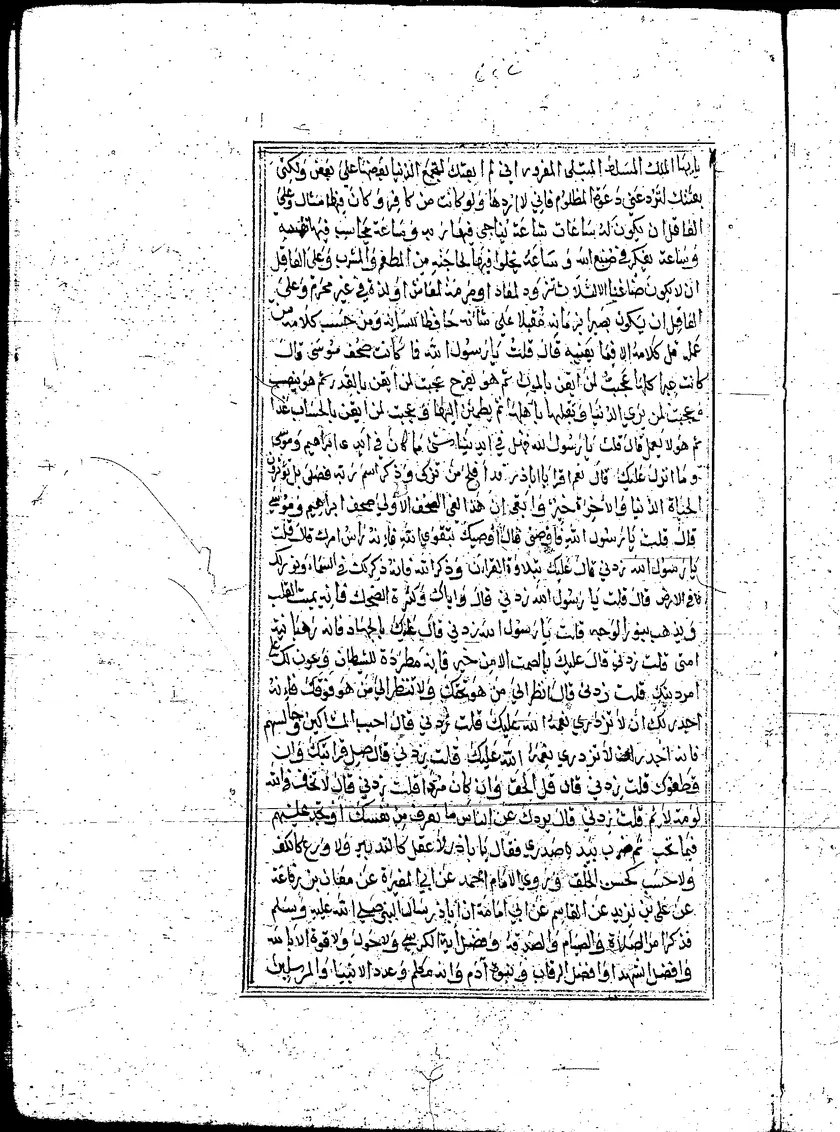 يا ايها الملك المسلط المبتلى المغرور اني لم ابعثك لتجمع الدنيا بعضها على بعض ولكني
بعثتك لترد عني دعوة المظلوم فاني لا اردها ولو كانت من كافر وكان فيها مثال وعلى
العاقل ان يكون له ساعات ساعة يناجي فيها ربه وساعة يحاسب فيها نفسه
وساعة يفكر في صنع الله وساعة يخلوا فيها لحاجته من المطعم والمشرب وعلى العاقل
ان لا يكون ضاعنا الا لثلاث تزود لمعاد او مرمة لمعاش او لذة في غير محرم وعلى
العاقل ان يكون بصيرا بزمانه مقبلا على شانه حافظا للسانه ومن حسب كلامه من
عمله قل كلامه الا فيما يعنيه قال قلت يا رسول الله فما كانت صحف موسى قال
كانت عبرا كلها عجبت لمن ايقن بالموت ثم هو يفرح عجبت لمن ايقن بالقدر ثم هو ينصب
وعجبت لمن يري الدنيا وتقلبها باهلها ثم يطمئن اليها وعجبت لمن ايقن بالحساب غدا
ثم هو لا يعمل قال قلت يا رسول الله فهل في ايدينا شئ مما كان في ايدي ابراهيم وموسى
وما انزل عليك قال نعم اقرا يا ابا ذر قد افلح من تزكى وذكر اسم ربه فصلى بل تؤثرون
الحياة الدنيا والاخرة خير وابقى ان هذا لفي الصحف الاولى صحف ابراهيم وموسى
قال قلت يا رسول الله فاوصني قال اوصيك بتقوي الله فانه راس امرك قال قلت
يا رسول الله زدني قال عليك بتلاوة القران وذكر الله فانه ذكر لك في السماء ونور لك
في الارض قال قلت يا رسول الله زدني قال واياك وكثرة الضحك فانه يميت القلب
ويذهب بنور الوجه قلت يا رسول الله زدني قال عليك بالجهاد فانه رهبانية
امتى قلت زدني قال عليك بالصمت الا من خير فانه مطردة للشيطان وعون لك على
امر دينك قلت زدني قال انظر الى من هو تحتك ولا تنظر الى من هو فوقك فانه
اجدر لك ان لا تزدري نعمة الله عليك قلت زدني قال احبب المساكين وجالسهم
فانه اجدر ان لا تزدري نعمة الله عليك قلت زدني قال صل قرابتك وان
قطعوك قلت زدني قال قل الحق وان كان مرا قلت زدني قال لا تخف في الله
لومة لائم قلت زدني قال يردك عن الناس ما تعرف من نفسك او تجد عليهم
فيما تحب ثم ضرب بيده صدري فقال يا باذر لا عقل كالتدبير ولا ورع كالكف
ولا حسب كحسن الخلق وروي الامام احمد عن ابي المغيرة عن معان بن رفاعة
عن علي بن يزيد عن القاسم عن ابي امامة ان ابا ذر سال النبي صلى الله عليه وسلم
فذكر امر الصلاة والصيام والصدقة وفضل اية الكرسي ولا حول ولا قوة الا بالله
وافضل الشهدا وافضل الرقاب ونبوة آدم وانه مكلم وعدد الانبياء والمرسلين